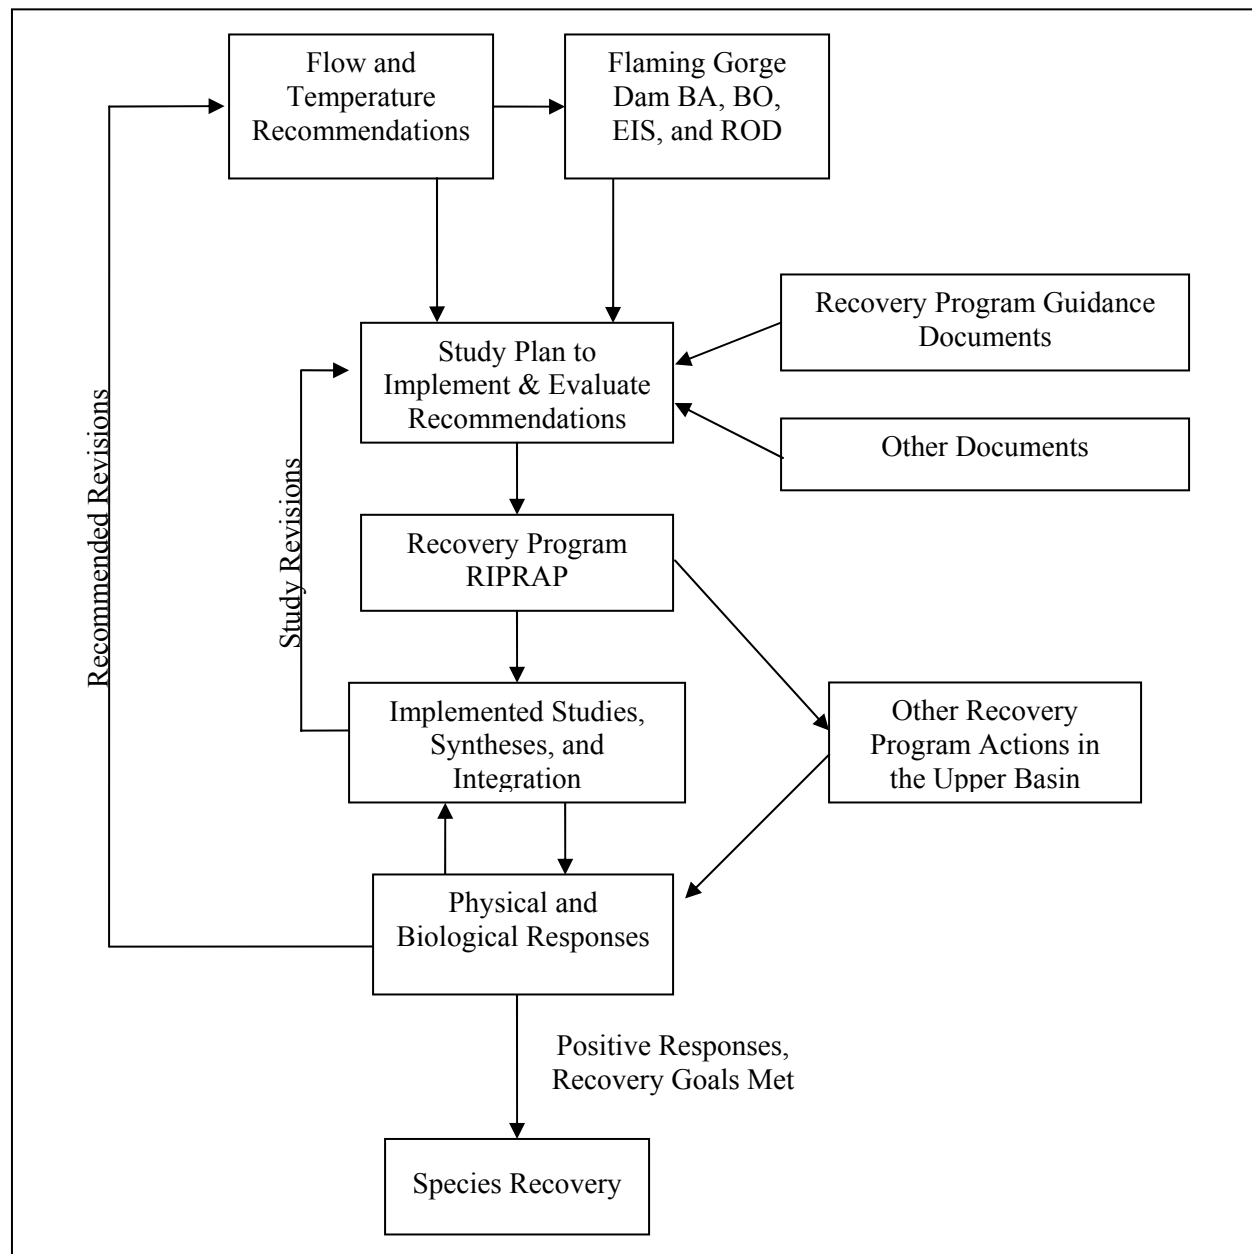 Flow and
Temperature
Recommendations
Flaming Gorge
Dam BA, BO,
EIS, and ROD
Recovery Program Guidance
Documents
Study Plan to
Implement & Evaluate
Recommendations
Other Documents
Recommended Revisions
Study Revisions
Recovery Program
RIPRAP
Implemented Studies,
Syntheses, and
Integration
Other Recovery
Program Actions in
the Upper Basin
Physical and
Biological Responses
Positive Responses,
Recovery Goals Met
Species Recovery